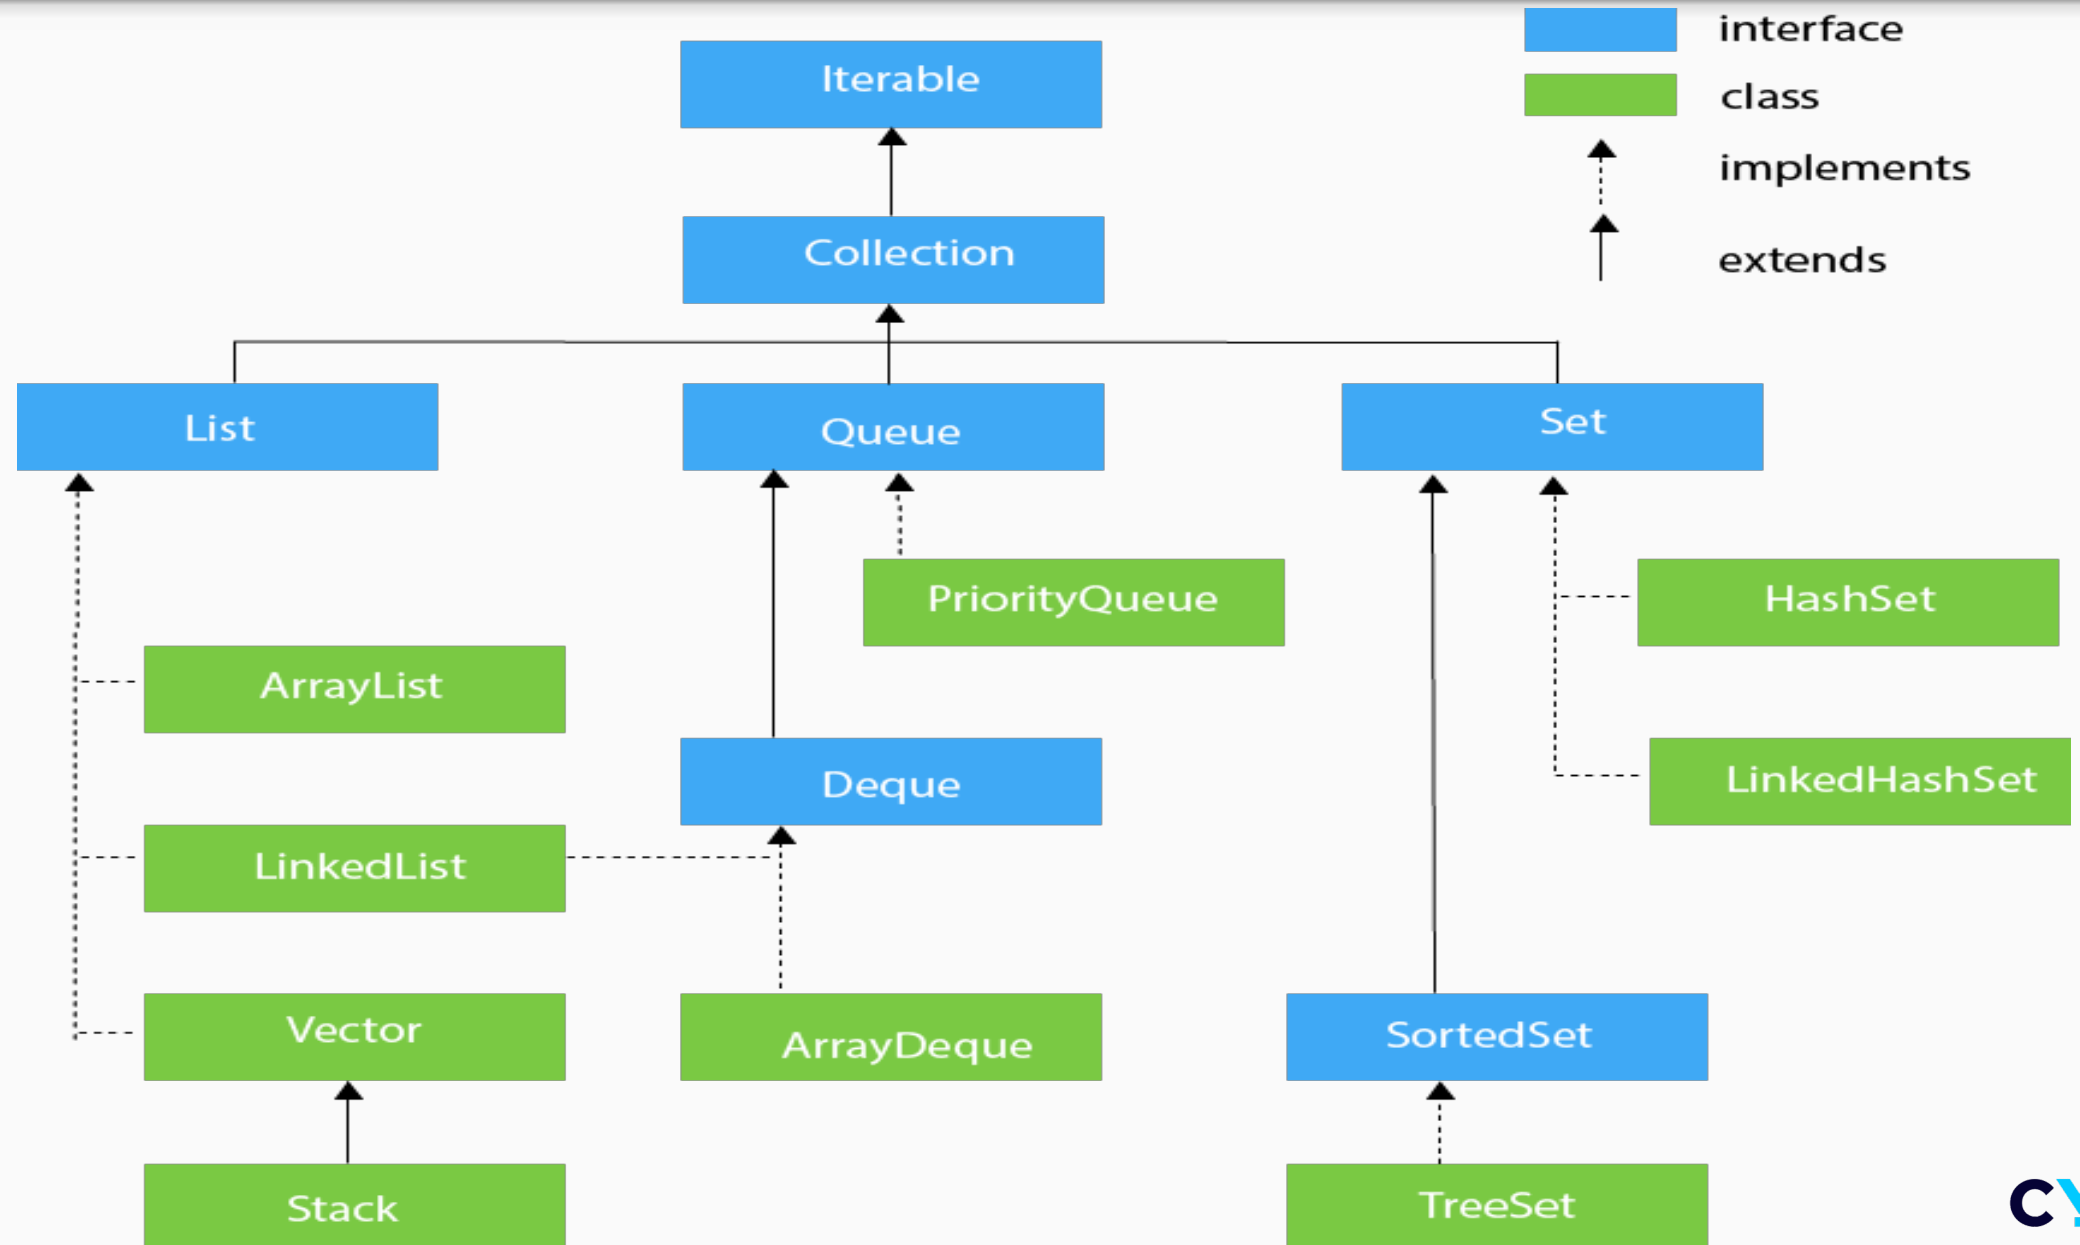 interface
Iterable
class
implements
Collection
extends
List
Queue
Set
PriorityQueue
HashSet
ArrayList
Deque
LinkedHashSet
LinkedList
Vector
ArrayDeque
SortedSet
Stack
TreeSet
CY